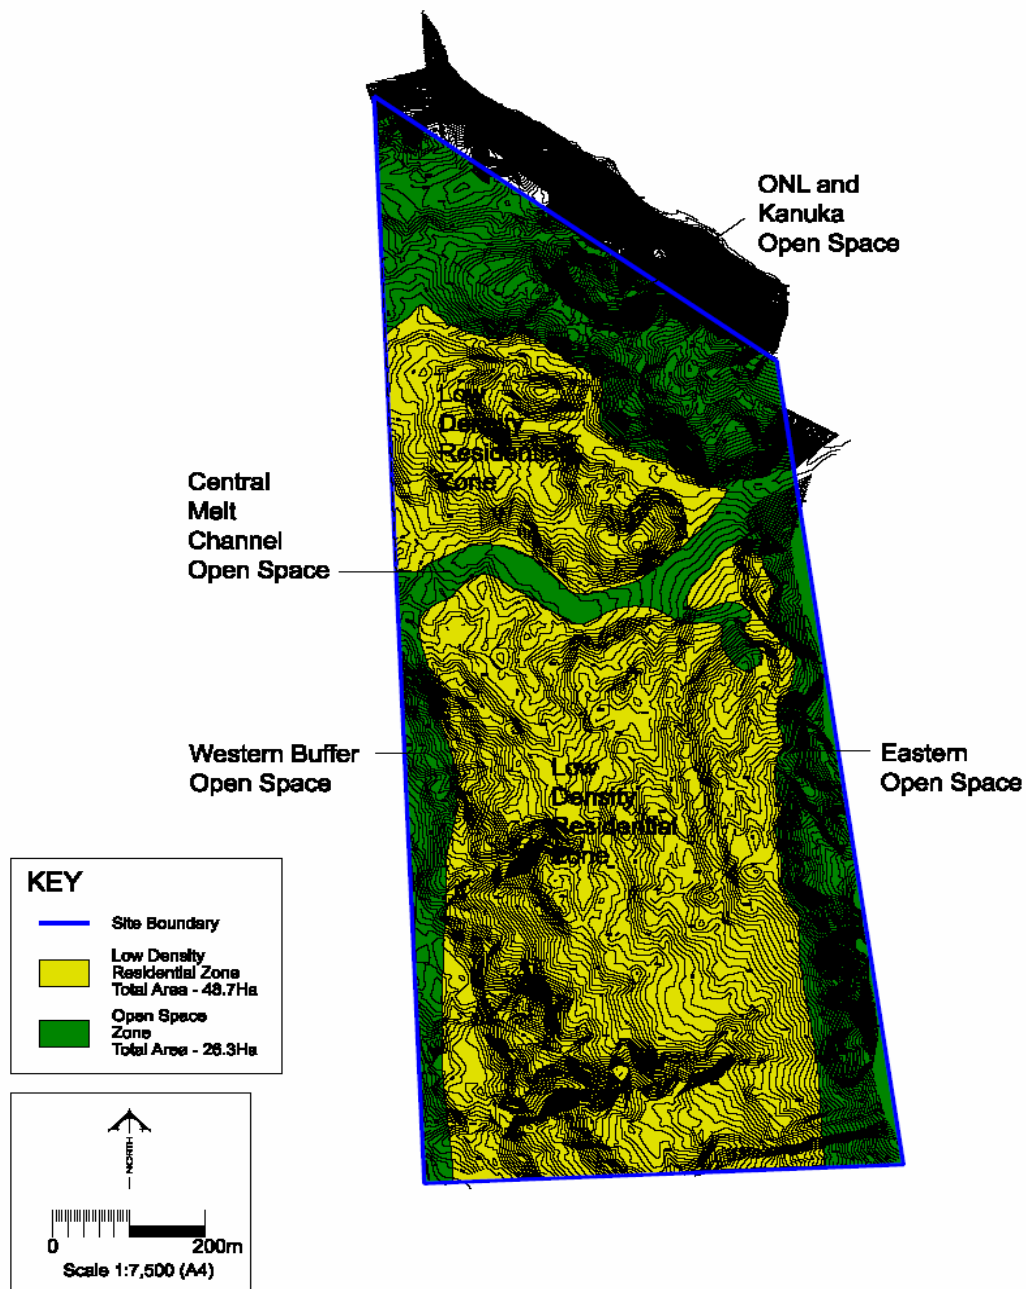 ONL and
Kanuka
Open Space
Low
Density
Residential
Zone
Central
Melt
Channel
Open Space
Western Buffer
Open Space
Eastern
Open Space
Low
Density
Residential
Zone
KEY
Site Boundary
Low Density
Residential Zone
Total Area - 48.7Ha
Open Space
Zone
Total Area - 26.3Ha
NORTH
0
200m
Scale 1:7,500 (A4)